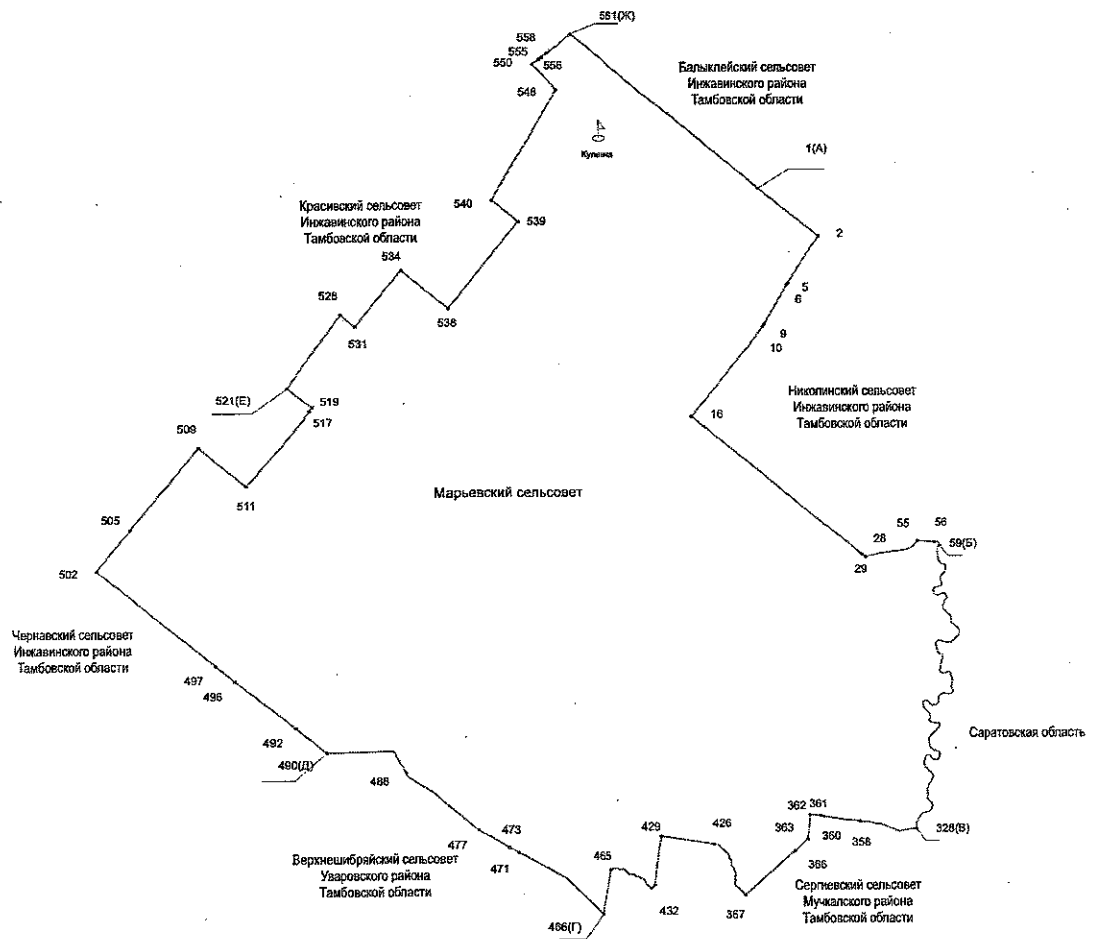 561(Ж)
558
555
550
556
546
Балыклейский сельсовет
Инжавинского района
Тамбовской области
1(А)
540
539
Красивский сельсовет
Инжавинского района
Тамбовской области
534
2
5
6
528
531
538
9
10
521(Е)
519
517
16
Инжавинского района
Тамбовской области
509
511
Марьевский сельсовет
505
502
28
55
56
59(Б)
29
Чернавский сельсовет
Инжавинского района
Тамбовской области
497
496
492
490(Д)
488
Саратовская область
477
473
471
Верхнешибряйский сельсовет
Уваровского района
Тамбовской области
465
466(Г)
429
432
426
367
362
361
363
360
358
366
328(В)
Сергиевский сельсовет
Мучкапского района
Тамбовской области